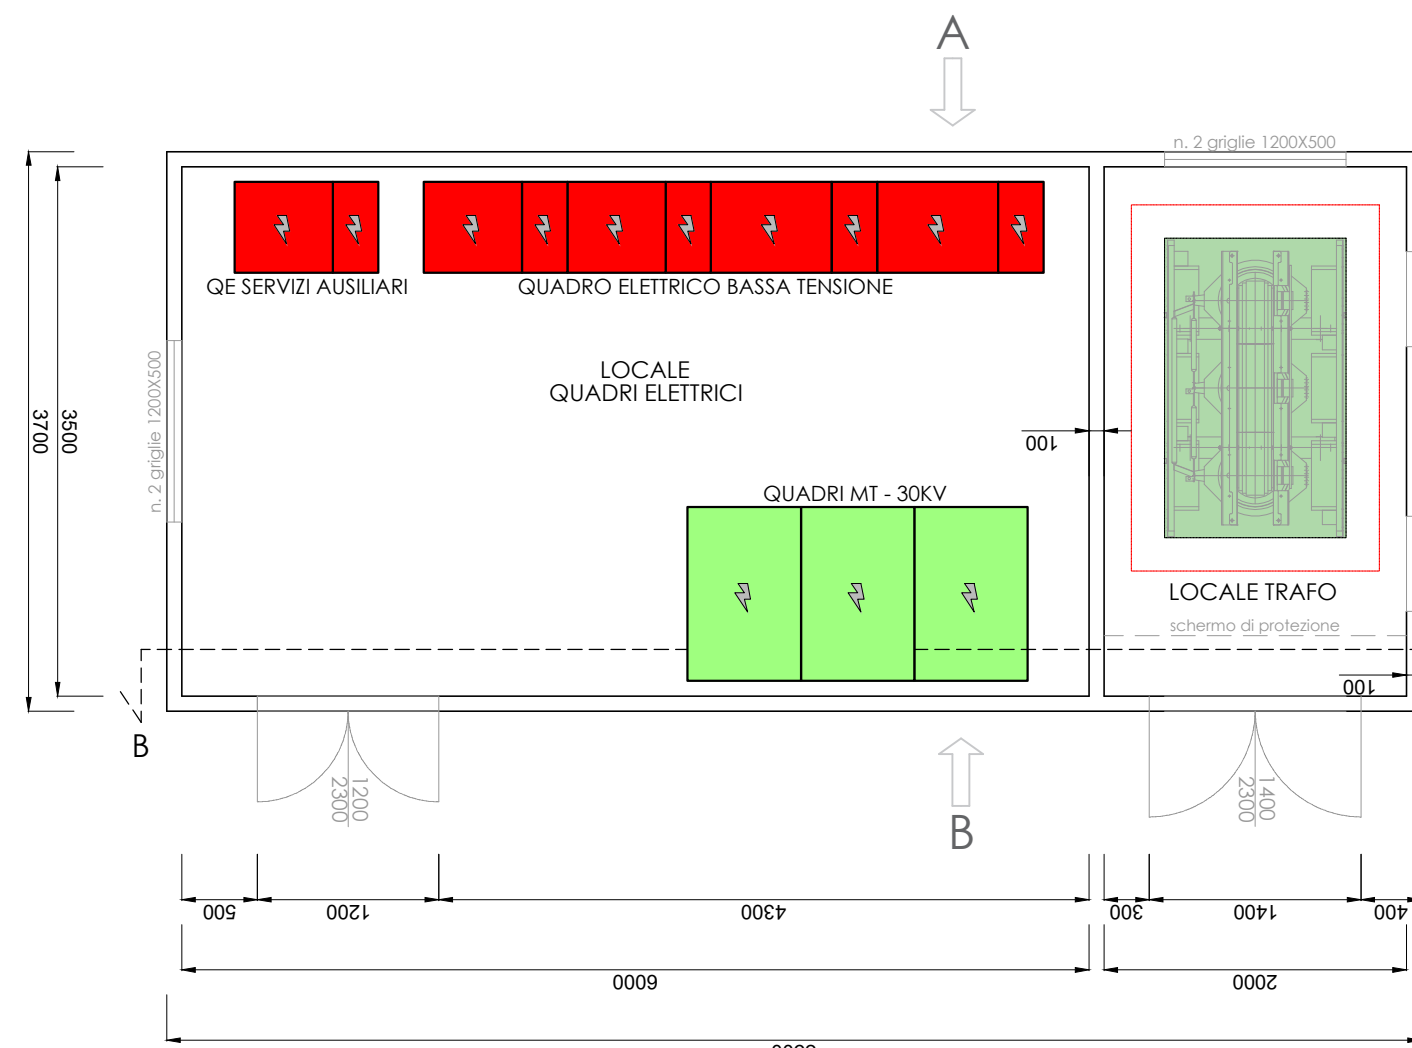 A
n. 2 griglie 1200X500
QE SERVIZI AUSILIARI
QUADRO ELETTRICO BASSA TENSIONE
LOCALE
QUADRI ELETTRICI
n. 2 griglie 1200X500
3500
3700
100
QUADRI MT - 30KV
LOCALE TRAFO
schermo di protezione
100
B
1200
2300
B
1400
2300
500
1200
4300
300
1400
400
6000
2000